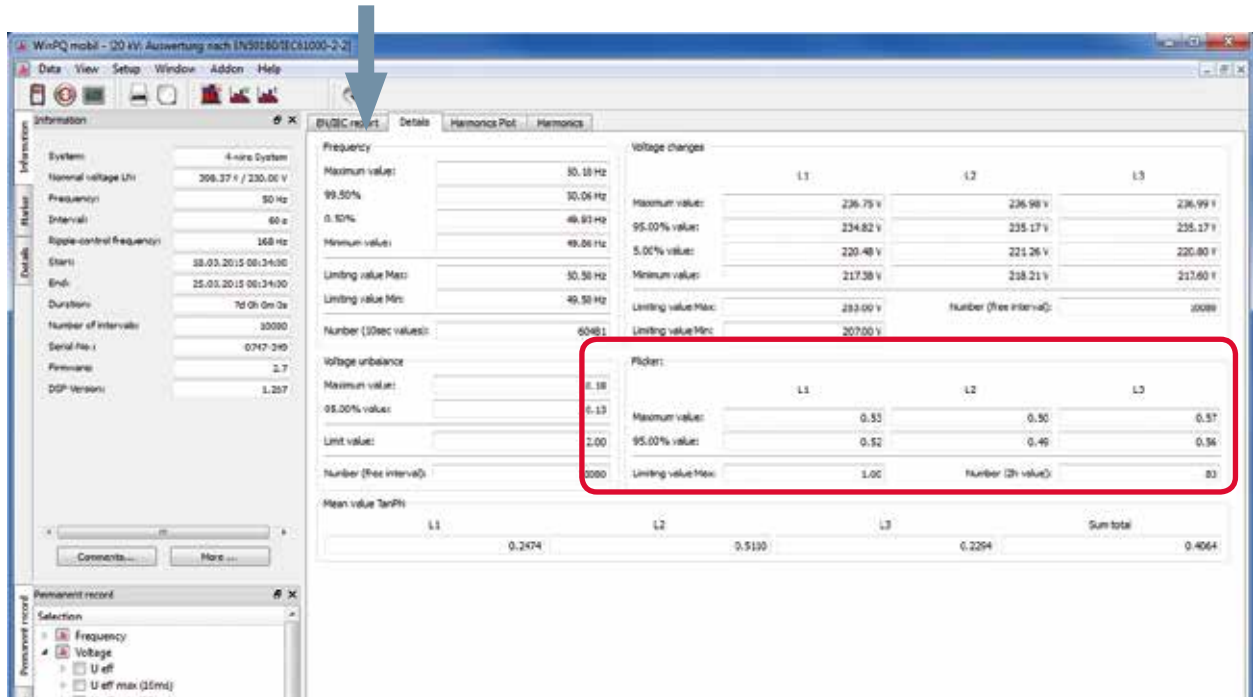 WinPQ mobil - [20 kV: Auswertung nach EN50160/IEC61000-2-2]
Data View Setup Window Addon Help
Information
Information
Marker
Details
System: 4-wire System
Nominal voltage LN: 398.37 V / 230.00 V
Frequency: 50 Hz
Interval: 60 s
Ripple-control frequency: 168 Hz
Start: 18.03.2015 08:34:00
End: 25.03.2015 08:34:00
Duration: 7d 0h 0m 0s
Number of intervals: 10080
Serial No.:
Firmware: 2.7
DSP Version: 1.257
Comments... More ...
Permanent record
Permanent record
Selection
Frequency
Voltage
U eff
U eff max (10ms)
EN/IEC report Details Harmonics Plot Harmonics
Frequency
Maximum value: 50.18 Hz
99.50% 50.06 Hz
0.50% 49.93 Hz
Minimum value: 49.86 Hz
Limiting value Max: 50.50 Hz
Limiting value Min: 49.50 Hz
Number (10sec values): 60481
Voltage changes
L1 L2 L3
Maximum value: 236.75 V 236.98 V 236.99 V
95.00% value: 234.82 V 235.17 V 235.17 V
5.00% value: 220.48 V 221.26 V 220.80 V
Minimum value: 217.38 V 218.21 V 217.60 V
Limiting value Max: 253.00 V Number (free interval): 10080
Limiting value Min: 207.00 V
Voltage unbalance
Maximum value: 0.18
95.00% value: 0.13
Limit value: 2.00
Number (free interval):
Flicker:
L1 L2 L3
Maximum value: 0.53 0.50 0.57
95.00% value: 0.52 0.49 0.56
Limiting value Max: 1.00 Number (2h value): 83
Mean value TanPhi
L1 L2 L3 Sum total
0.2474 0.5110 0.2294 0.4064